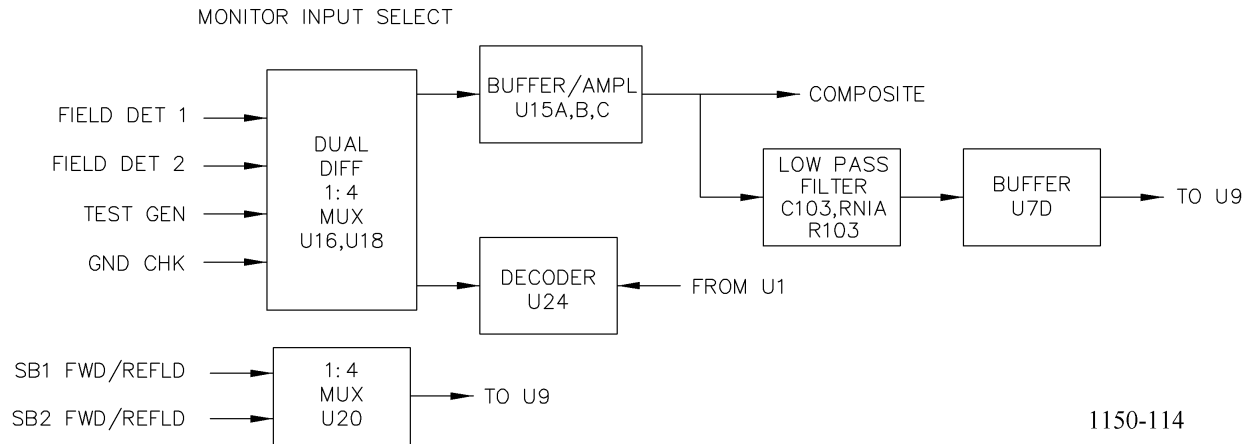 MONITOR INPUT SELECT
FIELD DET 1
FIELD DET 2
TEST GEN
GND CHK
DUAL
DIFF
1:4
MUX
U16,U18
BUFFER/AMPL
U15A,B,C
COMPOSITE
LOW PASS
FILTER
C103,RNIA
R103
BUFFER
U7D
TO U9
DECODER
U24
FROM U1
SB1 FWD/REFLD
SB2 FWD/REFLD
1:4
MUX
U20
TO U9
1150-114